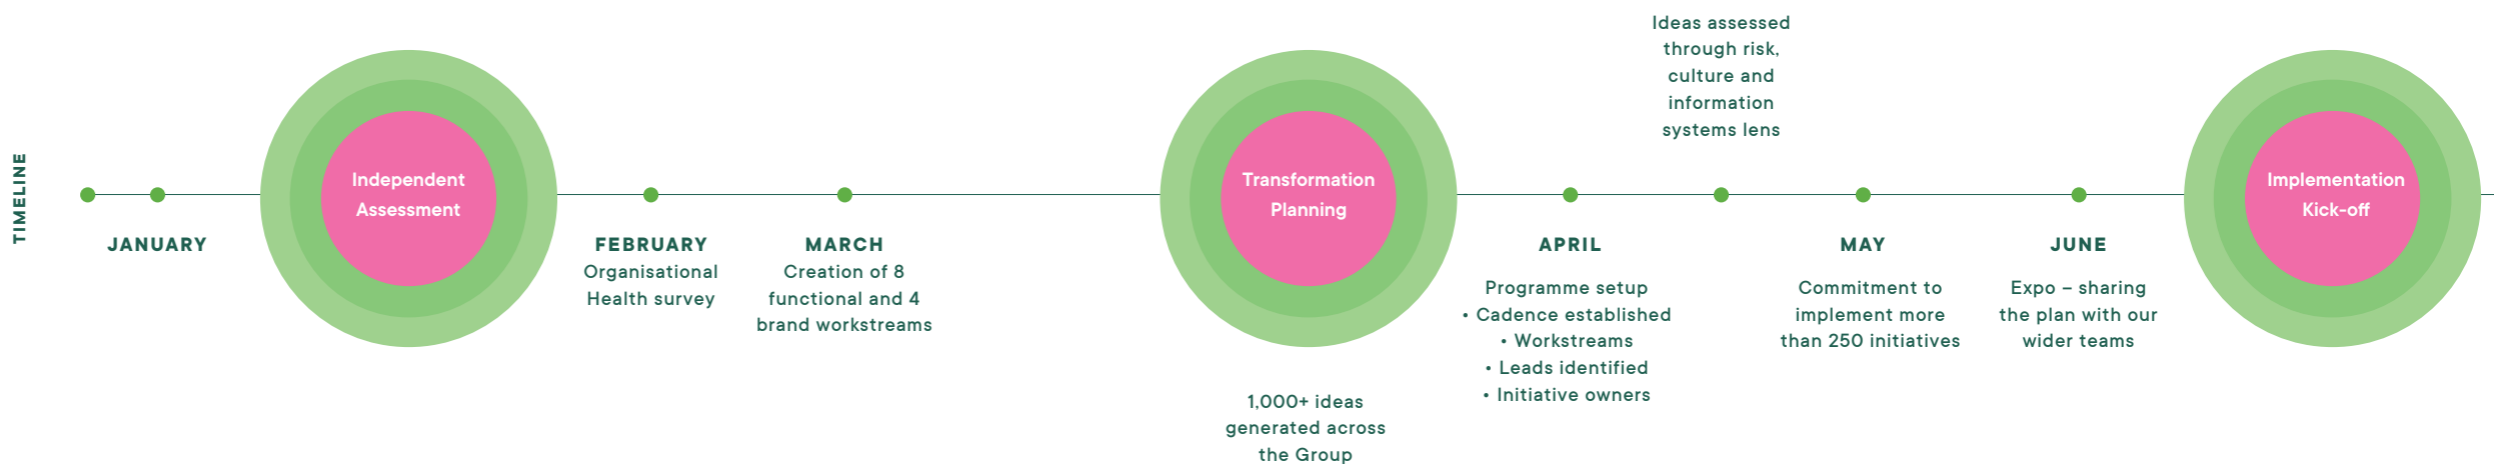 TIMELINE
JANUARY
Independent
Assessment
FEBRUARY
Organisational
Health survey
MARCH
Creation of 8
functional and 4
brand workstreams
Transformation
Planning
1,000+ ideas
generated across
the Group
APRIL
Programme setup
• Cadence established
• Workstreams
• Leads identified
• Initiative owners
Ideas assessed
through risk,
culture and
information
systems lens
MAY
Commitment to
implement more
than 250 initiatives
JUNE
Expo – sharing
the plan with our
wider teams
Implementation
Kick-off